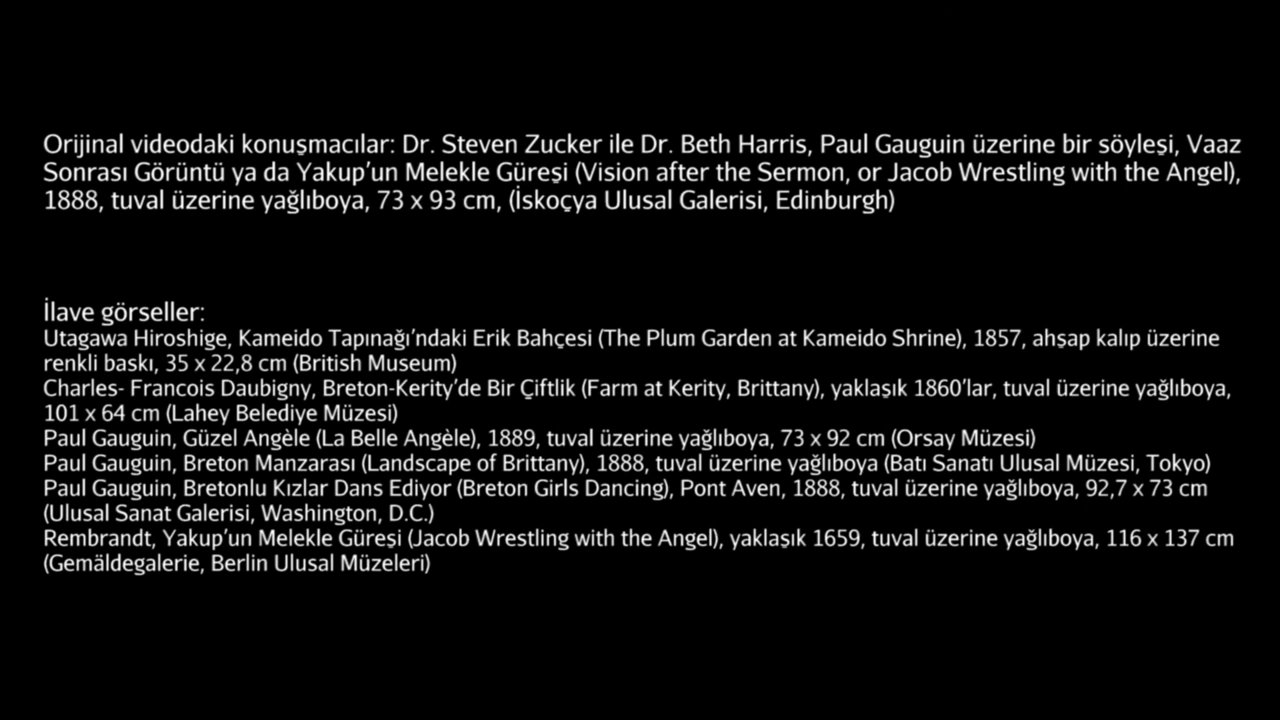 Orijinal videodaki konuşmacılar: Dr. Steven Zucker ile Dr. Beth Harris, Paul Gauguin üzerine bir söyleşi, Vaaz
Sonrası Görüntü ya da Yakup’un Melekle Güreşi (Vision after the Sermon, or Jacob Wrestling with the Angel),
1888, tuval üzerine yağlıboya, 73 x 93 cm, (İskoçya Ulusal Galerisi, Edinburgh)
İlave görseller:
Utagawa Hiroshige, Kameido Tapınağı’ndaki Erik Bahçesi (The Plum Garden at Kameido Shrine), 1857, ahşap kalıp üzerine
renkli baskı, 35 x 22,8 cm (British Museum)
Charles- Francois Daubigny, Breton-Kerity’de Bir Çiftlik (Farm at Kerity, Brittany), yaklaşık 1860’lar, tuval üzerine yağlıboya,
101 x 64 cm (Lahey Belediye Müzesi)
Paul Gauguin, Güzel Angèle (La Belle Angèle), 1889, tuval üzerine yağlıboya, 73 x 92 cm (Orsay Müzesi)
Paul Gauguin, Breton Manzarası (Landscape of Brittany), 1888, tuval üzerine yağlıboya (Batı Sanatı Ulusal Müzesi, Tokyo)
Paul Gauguin, Bretonlu Kızlar Dans Ediyor (Breton Girls Dancing), Pont Aven, 1888, tuval üzerine yağlıboya, 92,7 x 73 cm
(Ulusal Sanat Galerisi, Washington, D.C.)
Rembrandt, Yakup’un Melekle Güreşi (Jacob Wrestling with the Angel), yaklaşık 1659, tuval üzerine yağlıboya, 116 x 137 cm
(Gemäldegalerie, Berlin Ulusal Müzeleri)